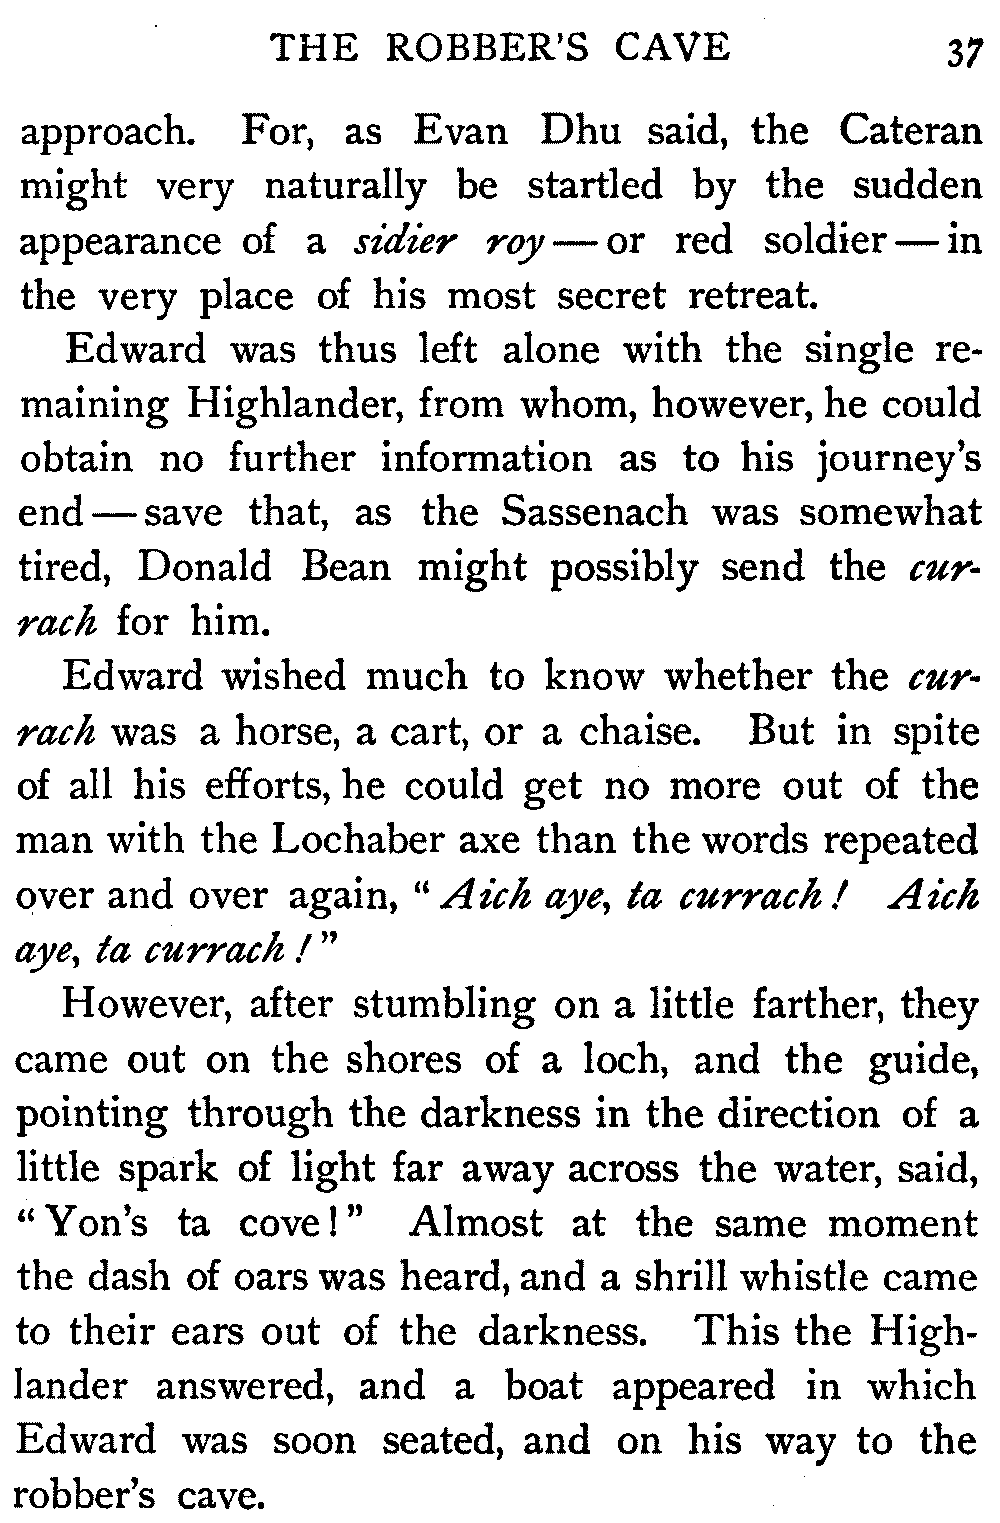 THE ROBBER'S CAVE 37
approach. For, as Evan Dhu said, the Cateran
might very naturally be startled by the sudden
appearance of a sidier roy — or red soldier — in
the very place of his most secret retreat.
Edward was thus left alone with the single re-
maining Highlander, from whom, however, he could
obtain no further information as to his journey's
end — save that, as the Sassenach was somewhat
tired, Donald Bean might possibly send the cur-
rach for him.
Edward wished much to know whether the cur-
rach was a horse, a cart, or a chaise. But in spite
of all his efforts, he could get no more out of the
man with the Lochaber axe than the words repeated
over and over again, "Aich aye, ta currach! Aich
aye, ta currach!"
However, after stumbling on a little farther, they
came out on the shores of a loch, and the guide,
pointing through the darkness in the direction of a
little spark of light far away across the water, said,
"Yon's ta cove!" Almost at the same moment
the dash of oars was heard, and a shrill whistle came
to their ears out of the darkness. This the High-
lander answered, and a boat appeared in which
Edward was soon seated, and on his way to the
robber's cave.